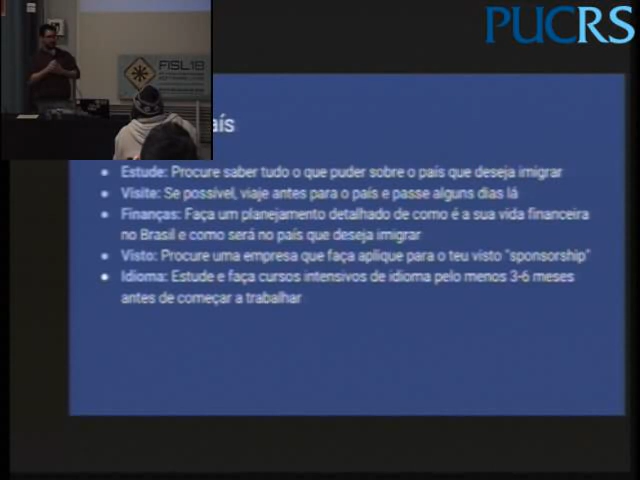 PUCRS
FISL18
aís
Estude: Procure saber tudo o que puder sobre o país que deseja imigrar
Visite: Se possível, viaje antes para o país e passe alguns dias lá
Finanças: Faça um planejamento detalhado de como é a sua vida financeira
no Brasil e como será no país que deseja imigrar
Visto: Procure uma empresa que faça aplique para o teu visto "sponsorship"
Idioma: Estude e faça cursos intensivos de idioma pelo menos 3-6 meses
antes de começar a trabalhar